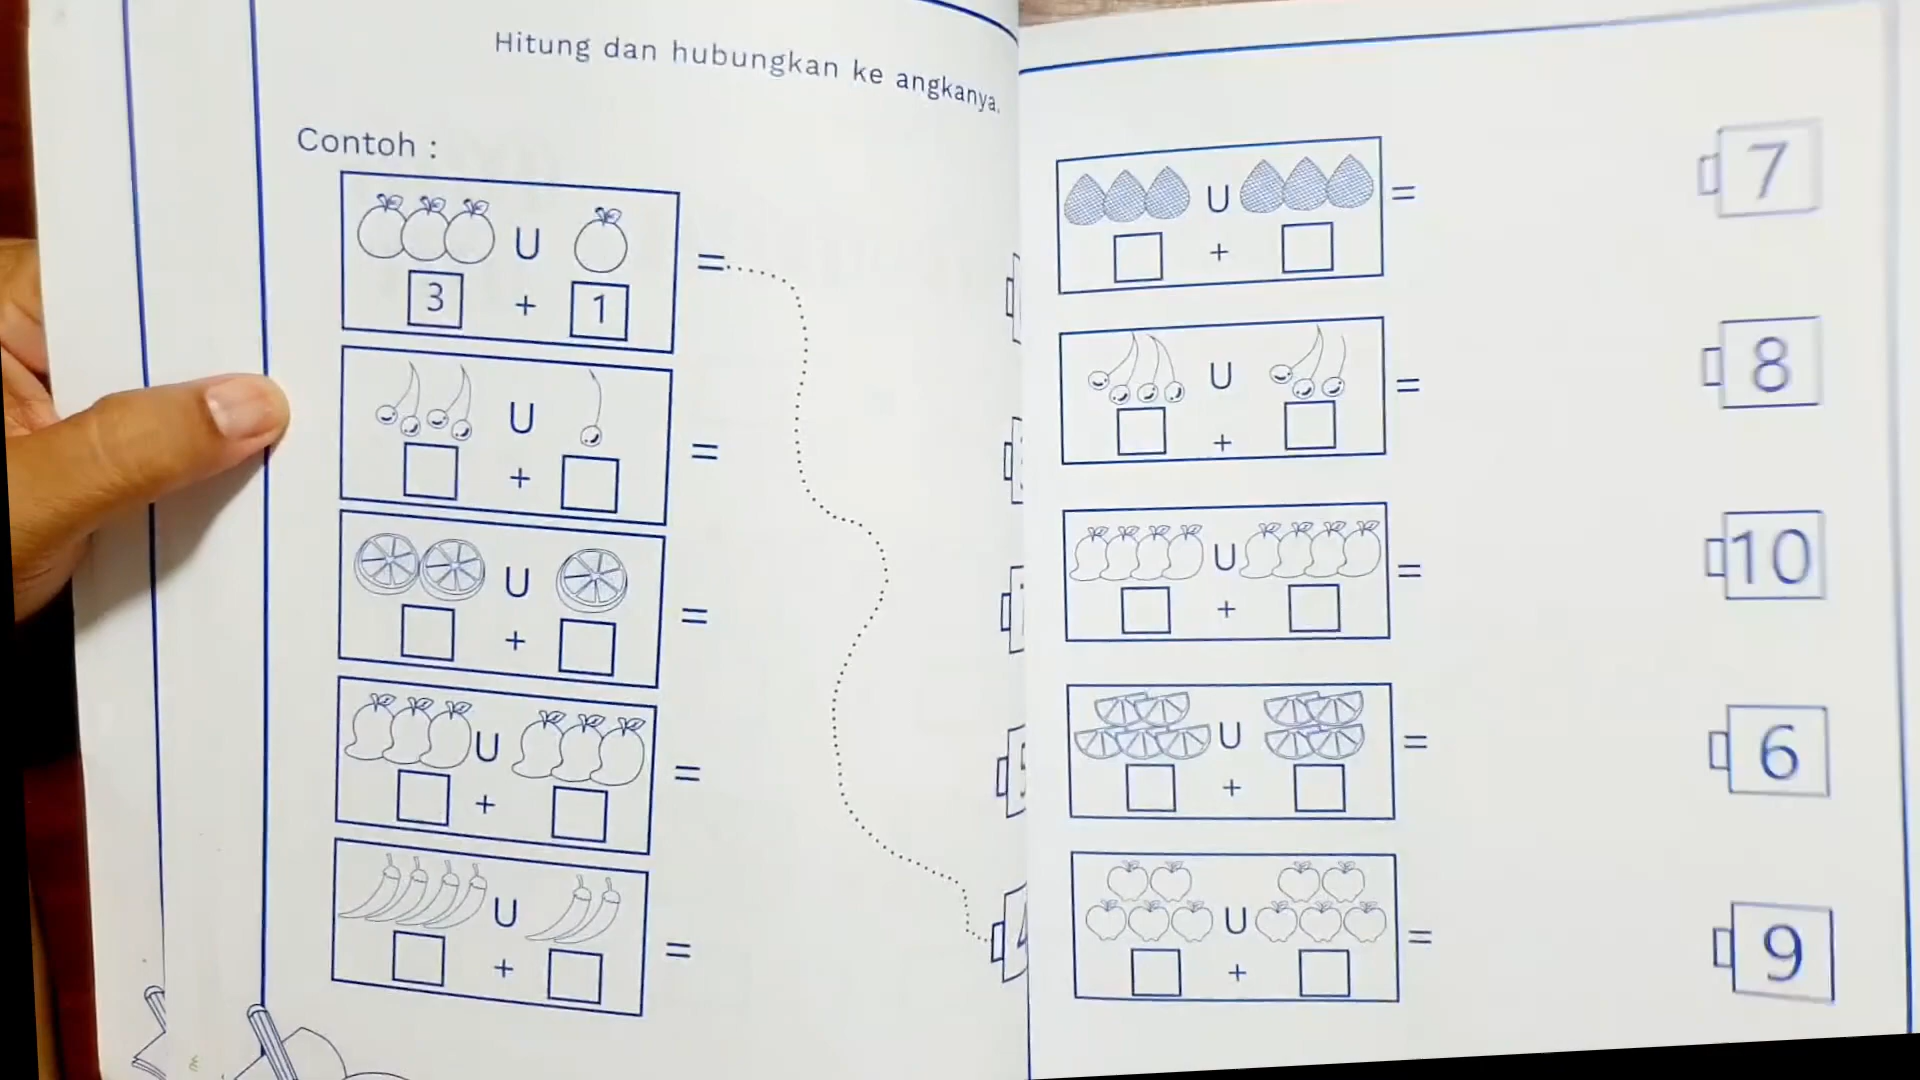 Hitung dan hubungkan ke angkanya.
Contoh :
U =
3 + 1
U =
+
U =
+
U =
+
U =
+
U =
+
7
U =
+
8
U =
+
10
U =
+
6
U =
+
9